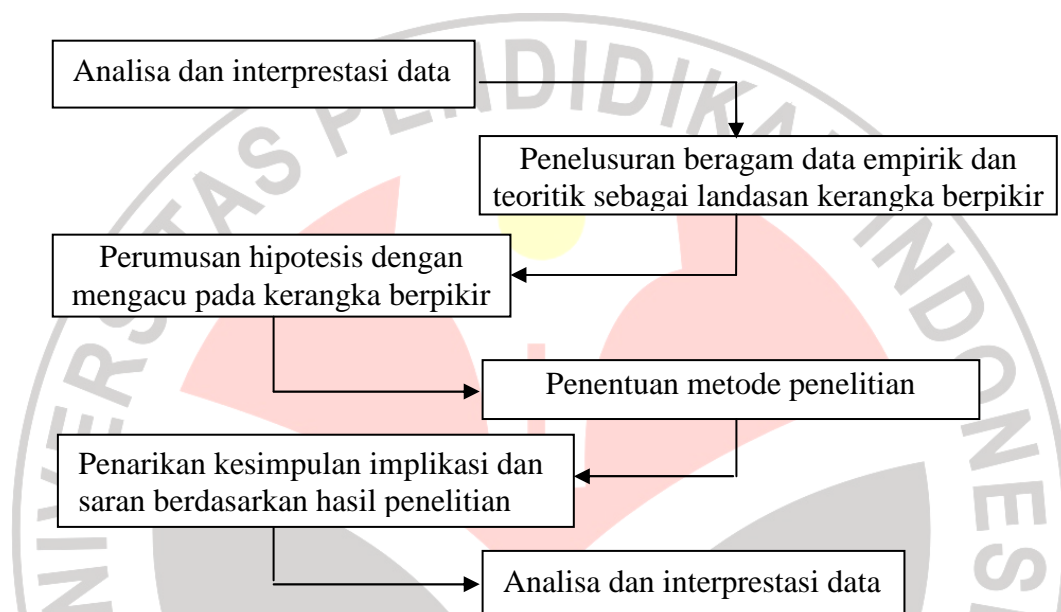 Analisa dan interprestasi data
Penelusuran beragam data empirik dan
teoritik sebagai landasan kerangka berpikir
Perumusan hipotesis dengan
mengacu pada kerangka berpikir
Penentuan metode penelitian
Penarikan kesimpulan implikasi dan
saran berdasarkan hasil penelitian
Analisa dan interprestasi data